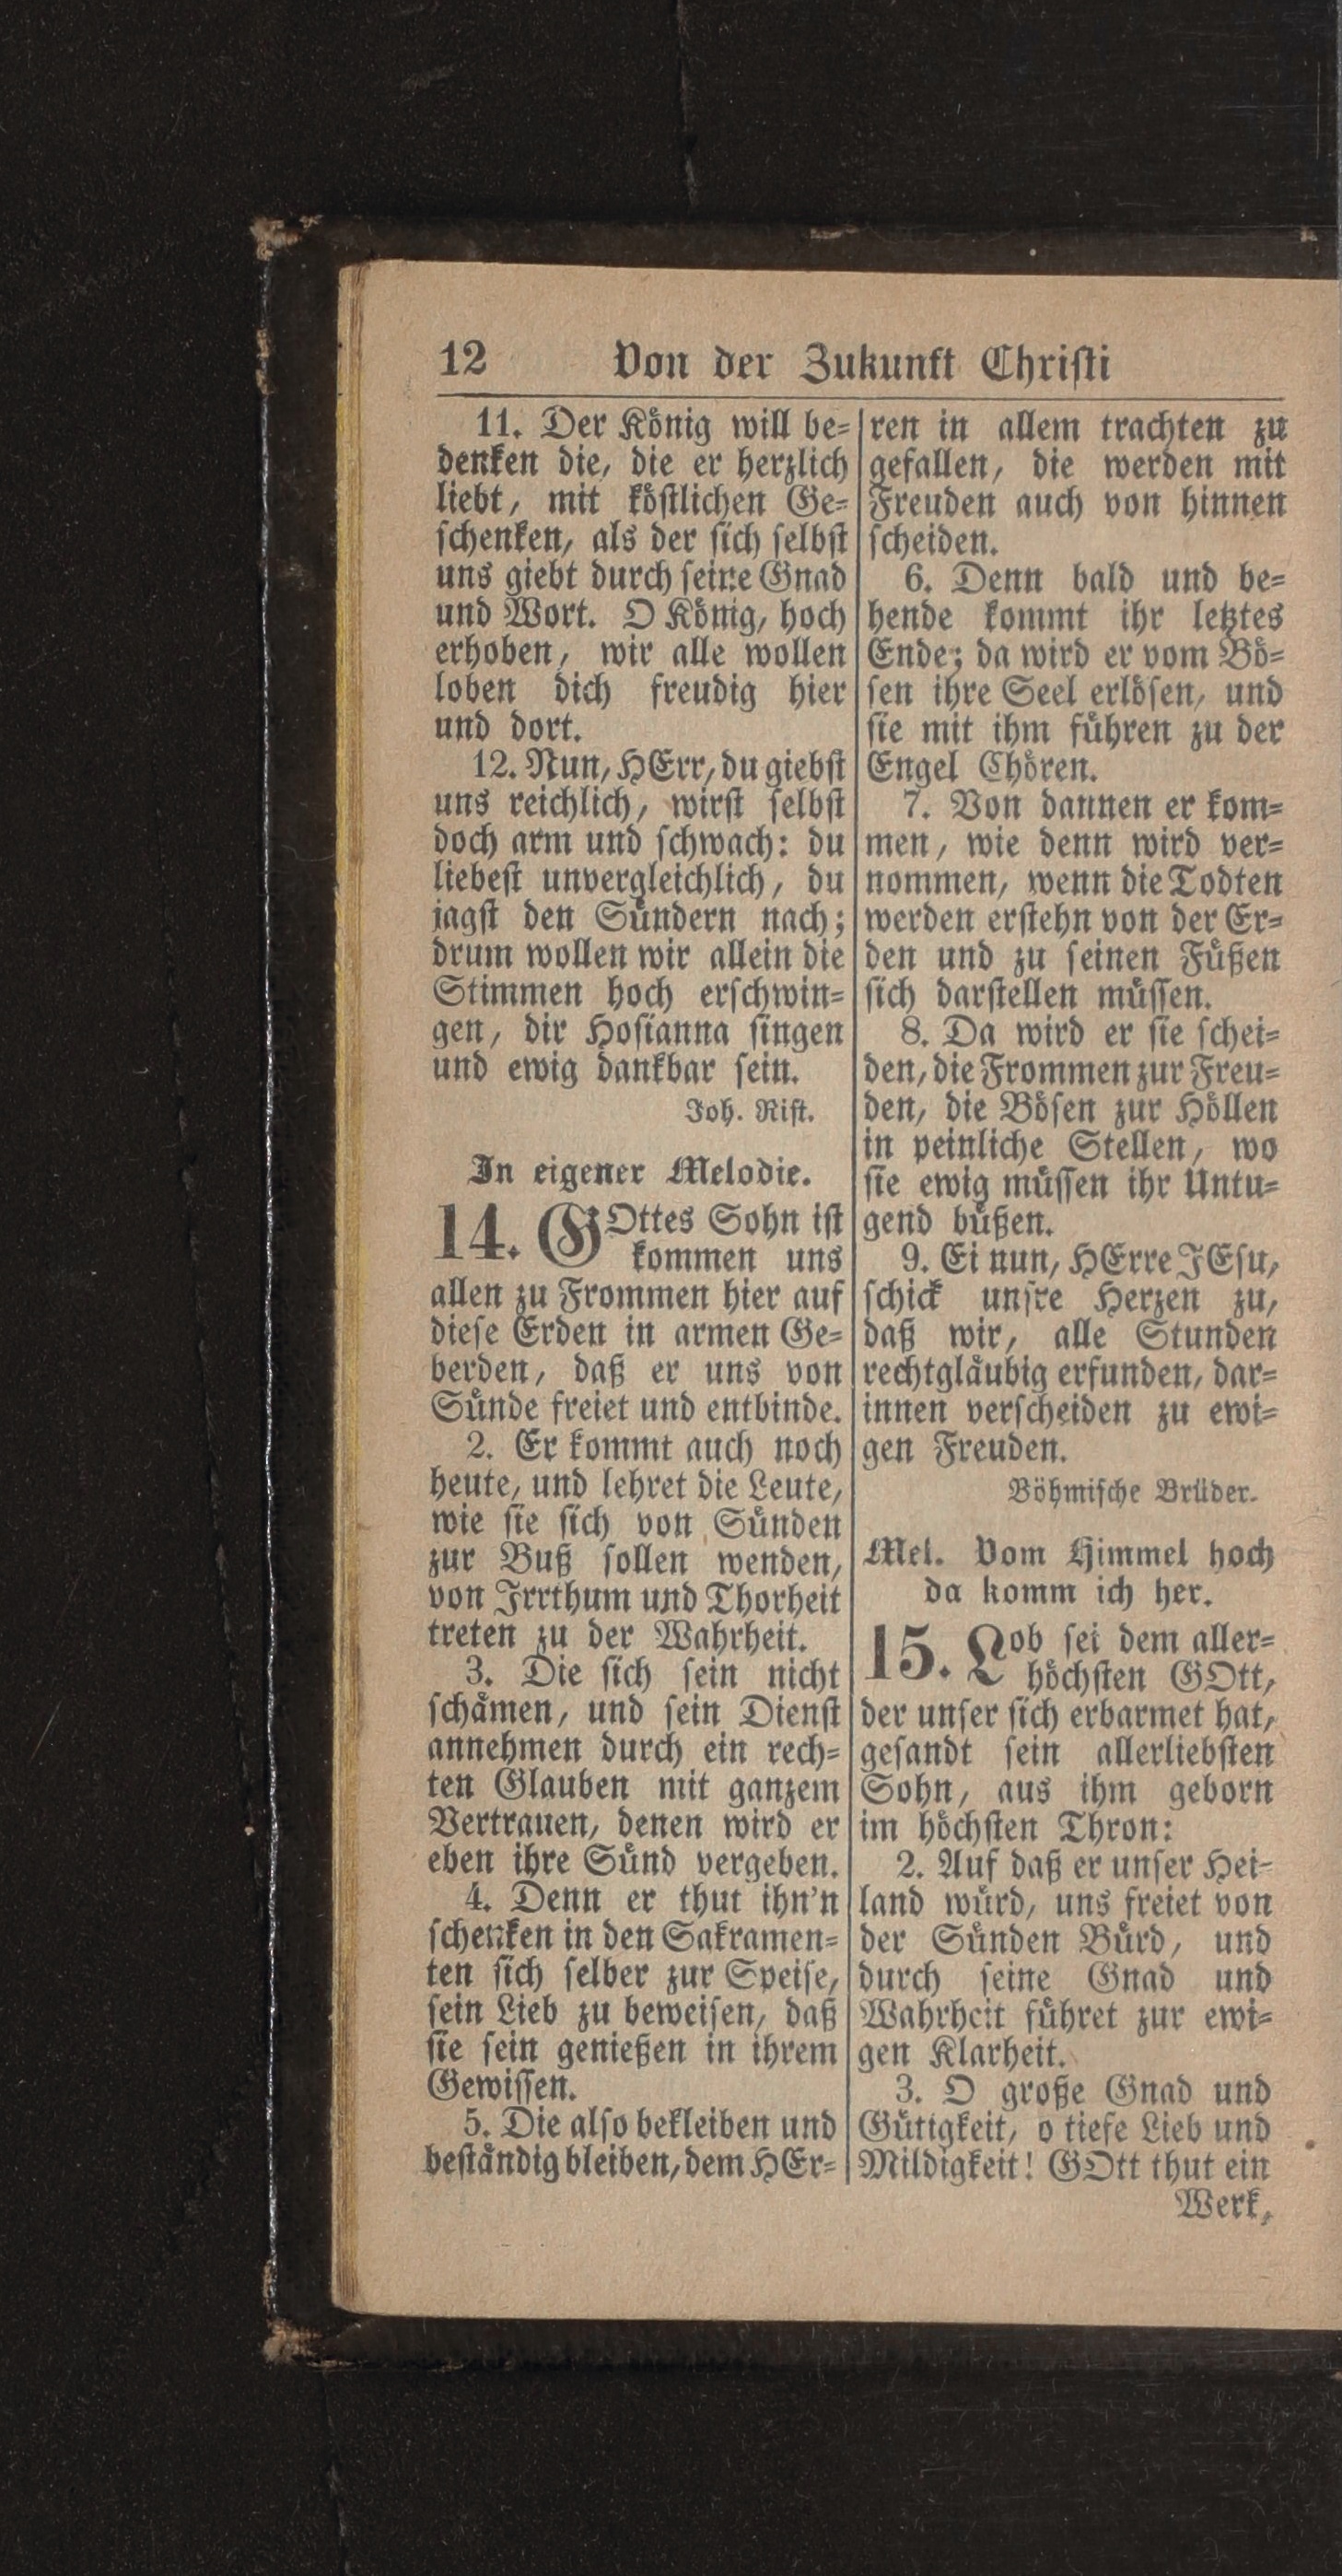 12 Von der Zukunft Christi
11. Der König will be-
denken die, die er herzlich
liebt, mit köstlichen Ge-
schenken, als der sich selbst
uns giebt durch seine Gnad
und Wort. O König, hoch
erhoben, wir alle wollen
loben dich freudig hier
und dort.
12. Nun, HErr, du giebst
uns reichlich, wirst selbst
doch arm und schwach: du
liebest unvergleichlich, du
jagst den Sündern nach;
drum wollen wir allein die
Stimmen hoch erschwin-
gen, dir Hosianna singen
und ewig dankbar sein.
Joh. Rist.
In eigener Melodie.
14. GOttes Sohn ist
kommen uns
allen zu Frommen hier auf
diese Erden in armen Ge-
berden, daß er uns von
Sünde freiet und entbinde.
2. Er kommt auch noch
heute, und lehret die Leute,
wie sie sich von Sünden
zur Buß sollen wenden,
von Irrthum und Thorheit
treten zu der Wahrheit.
3. Die sich sein nicht
schämen, und sein Dienst
annehmen durch ein rech-
ten Glauben mit ganzem
Vertrauen, denen wird er
eben ihre Sünd vergeben.
4. Denn er thut ihn'n
schenken in den Sakramen-
ten sich selber zur Speise,
sein Lieb zu beweisen, daß
sie sein genießen in ihrem
Gewissen.
5. Die also bekleiben und
beständig bleiben, dem HEr-
ren in allem trachten zu
gefallen, die werden mit
Freuden auch von hinnen
scheiden.
6. Denn bald und be-
hende kommt ihr letztes
Ende; da wird er vom Bö-
sen ihre Seel erlösen, und
sie mit ihm führen zu der
Engel Chören.
7. Von dannen er kom-
men, wie denn wird ver-
nommen, wenn die Todten
werden erstehn von der Er-
den und zu seinen Füßen
sich darstellen müssen.
8. Da wird er sie schei-
den, die Frommen zur Freu-
den, die Bösen zur Höllen
in peinliche Stellen, wo
sie ewig müssen ihr Untu-
gend büßen.
9. Ei nun, HErre JEsu,
schick unsre Herzen zu,
daß wir, alle Stunden
rechtgläubig erfunden, dar-
innen verscheiden zu ewi-
gen Freuden.
Böhmische Brüder.
Mel. Vom Himmel hoch
da komm ich her.
15. Lob sei dem aller-
höchsten GOtt,
der unser sich erbarmet hat,
gesandt sein allerliebsten
Sohn, aus ihm geborn
im höchsten Thron:
2. Auf daß er unser Hei-
land würd, uns freiet von
der Sünden Bürd, und
durch seine Gnad und
Wahrheit führet zur ewi-
gen Klarheit.
3. O große Gnad und
Gütigkeit, o tiefe Lieb und
Mildigkeit! GOtt thut ein
Werk,